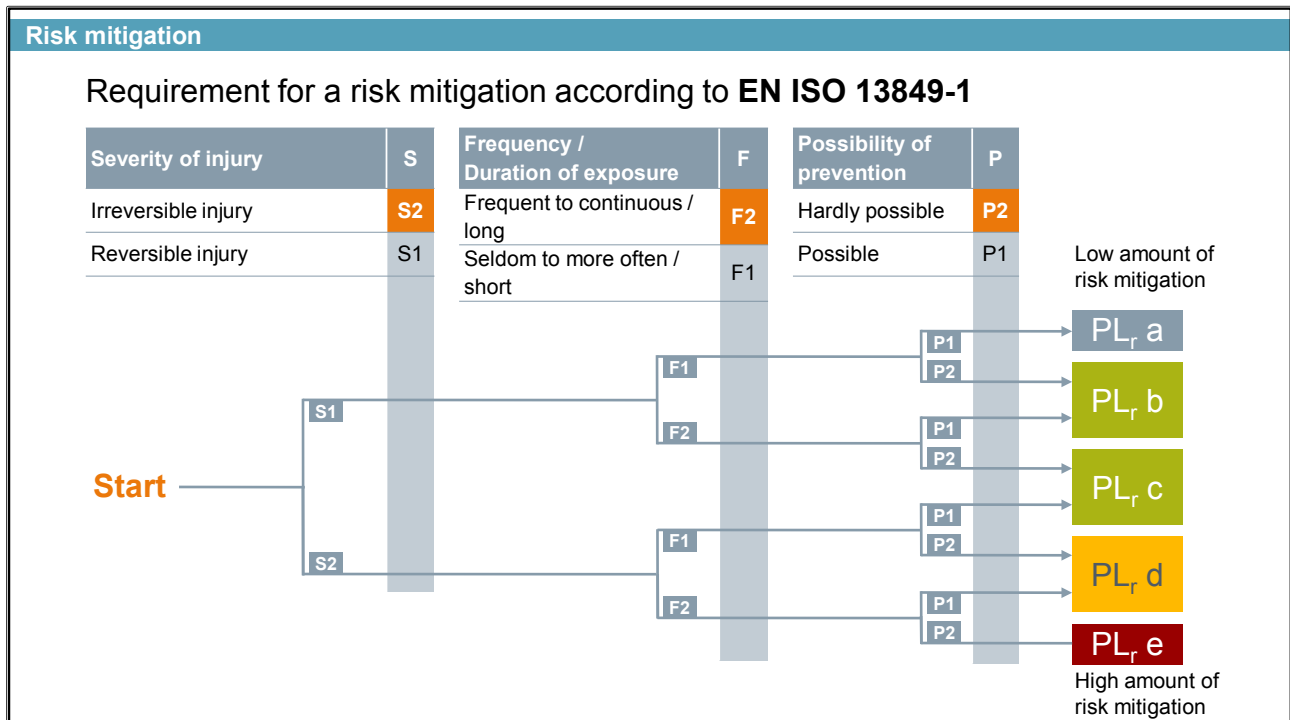 Risk mitigation
Requirement for a risk mitigation according to EN ISO 13849-1
Severity of injury S
Irreversible injury S2
Reversible injury S1
Frequency /
Duration of exposure F
Frequent to continuous /
long F2
Seldom to more often /
short F1
Possibility of
prevention P
Hardly possible P2
Possible P1
Low amount of
risk mitigation
Start
S1
S2
F1
F2
F1
F2
P1
P2
P1
P2
P1
P2
P1
P2
PLr a
PLr b
PLr c
PLr d
PLr e
High amount of
risk mitigation